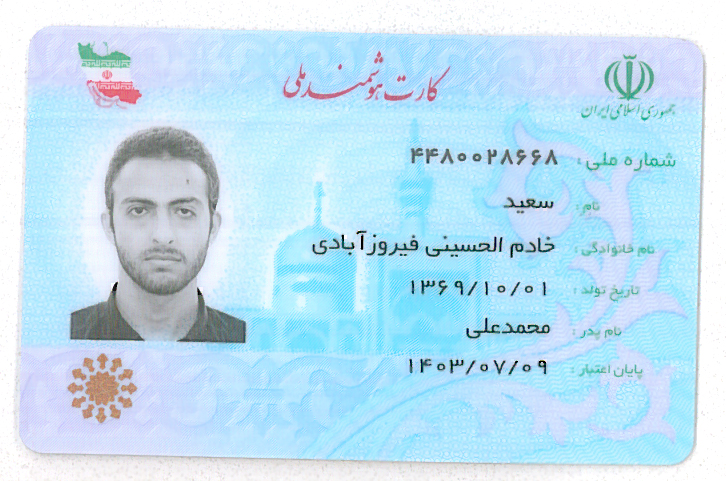 کارت هوشمند ملی
جمهوری اسلامی ایران
شماره ملی: ۴۴۸۰۰۲۸۶۶۸
نام: سعید
نام خانوادگی: خادم الحسینی فیروزآبادی
تاریخ تولد: ۱۳۶۹/۱۰/۰۱
نام پدر: محمدعلی
پایان اعتبار: ۱۴۰۳/۰۷/۰۹